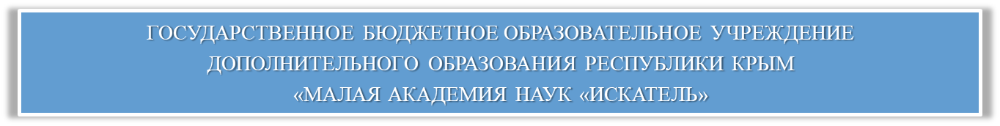 ГОСУДАРСТВЕННОЕ БЮДЖЕТНОЕ ОБРАЗОВАТЕЛЬНОЕ УЧРЕЖДЕНИЕ
ДОПОЛНИТЕЛЬНОГО ОБРАЗОВАНИЯ РЕСПУБЛИКИ КРЫМ
«МАЛАЯ АКАДЕМИЯ НАУК «ИСКАТЕЛЬ»